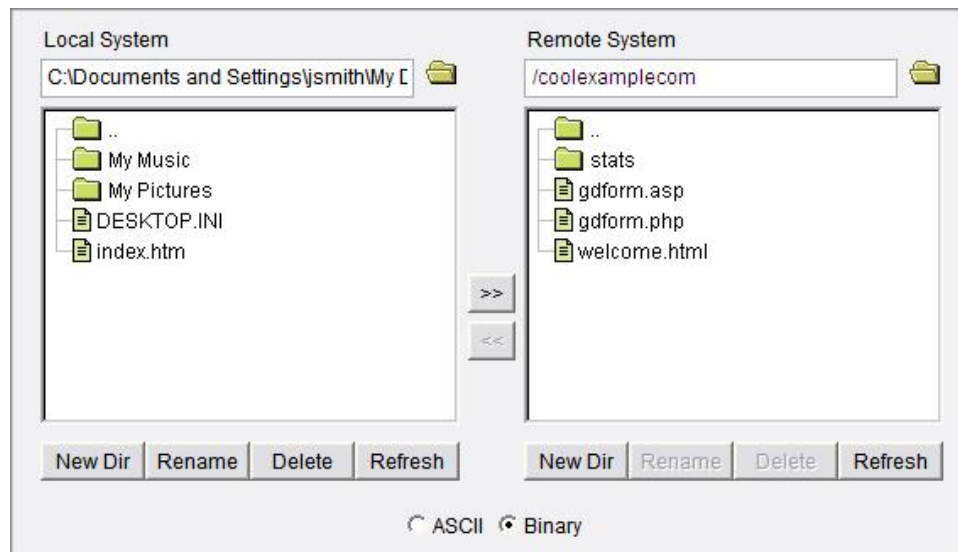 Local System
C:\Documents and Settings\jsmith\My D
..
My Music
My Pictures
DESKTOP.INI
index.htm
New Dir Rename Delete Refresh
>>
<<
Remote System
/coolexamplecom
..
stats
gdform.asp
gdform.php
welcome.html
New Dir Rename Delete Refresh
ASCII Binary